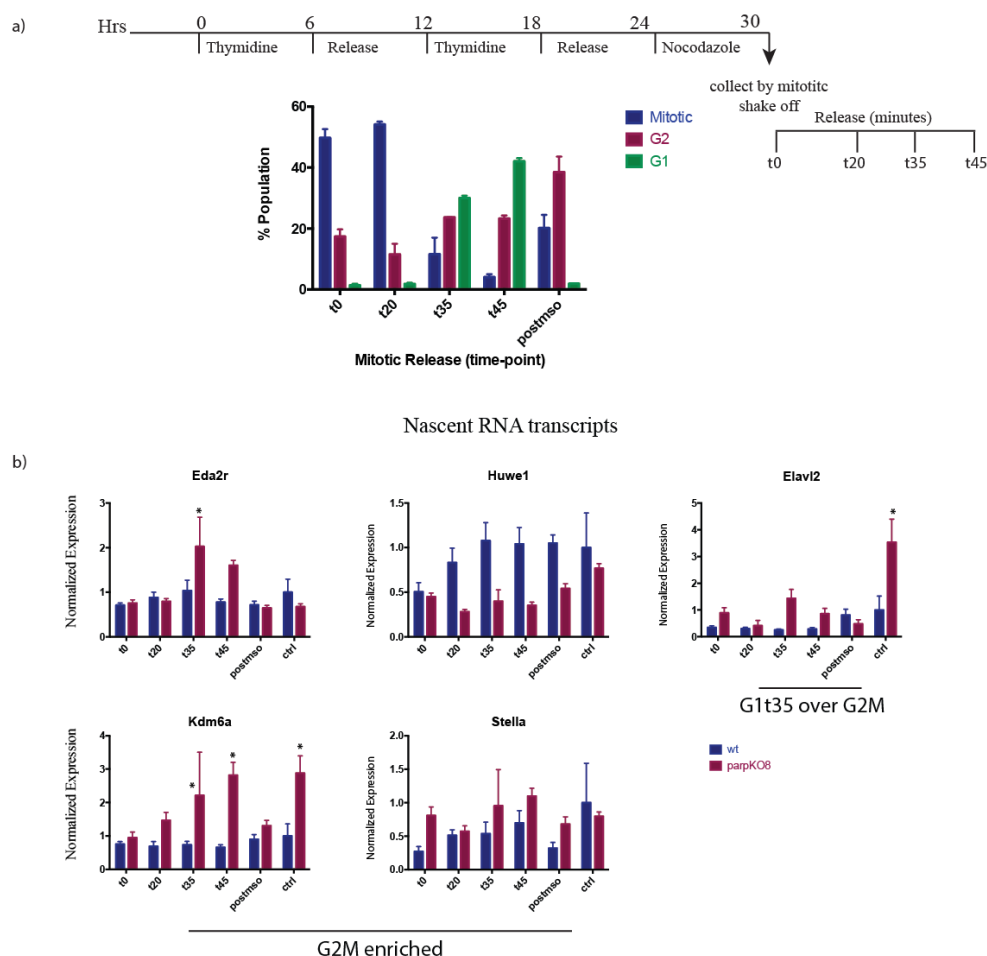 a)
Hrs 0 6 12 18 24 30
Thymidine Release Thymidine Release Nocodazole
collect by mitotitc
shake off
Release (minutes)
t0 t20 t35 t45
60
40
20
0
% Population
Mitotic
G2
G1
t0 t20 t35 t45 postmso
Mitotic Release (time-point)
Nascent RNA transcripts
b)
Eda2r
Normalized Expression
3
2
1
0
*
t0 t20 t35 t45 postmso ctrl
Huwe1
Normalized Expression
1.5
1.0
0.5
0.0
t0 t20 t35 t45 postmso ctrl
Elavl2
Normalized Expression
5
4
3
2
1
0
*
t0 t20 t35 t45 postmso ctrl
G1t35 over G2M
Kdm6a
Normalized Expression
4
3
2
1
0
* * *
t0 t20 t35 t45 postmso ctrl
Stella
Normalized Expression
2.0
1.5
1.0
0.5
0.0
t0 t20 t35 t45 postmso ctrl
wt
parpKO8
G2M enriched